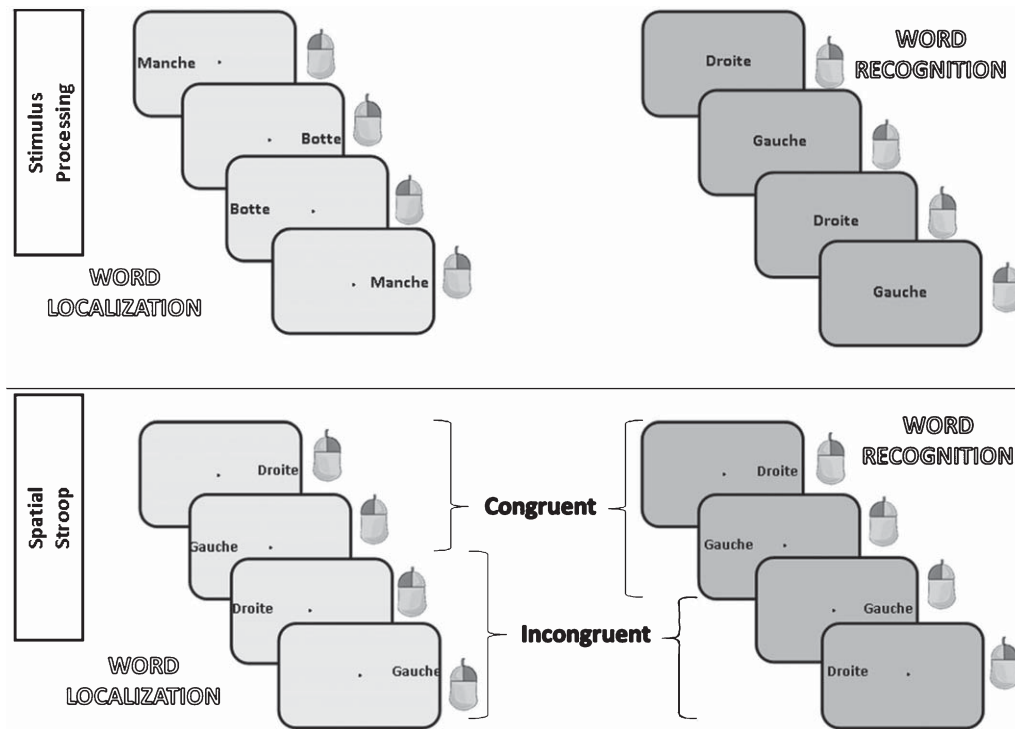 Stimulus
Processing
Manche
Botte
Botte
Manche
WORD
LOCALIZATION
WORD
RECOGNITION
Droite
Gauche
Droite
Gauche
Spatial
Stroop
Droite
Gauche
Droite
Gauche
WORD
LOCALIZATION
Congruent
Incongruent
WORD
RECOGNITION
Droite
Gauche
Gauche
Droite